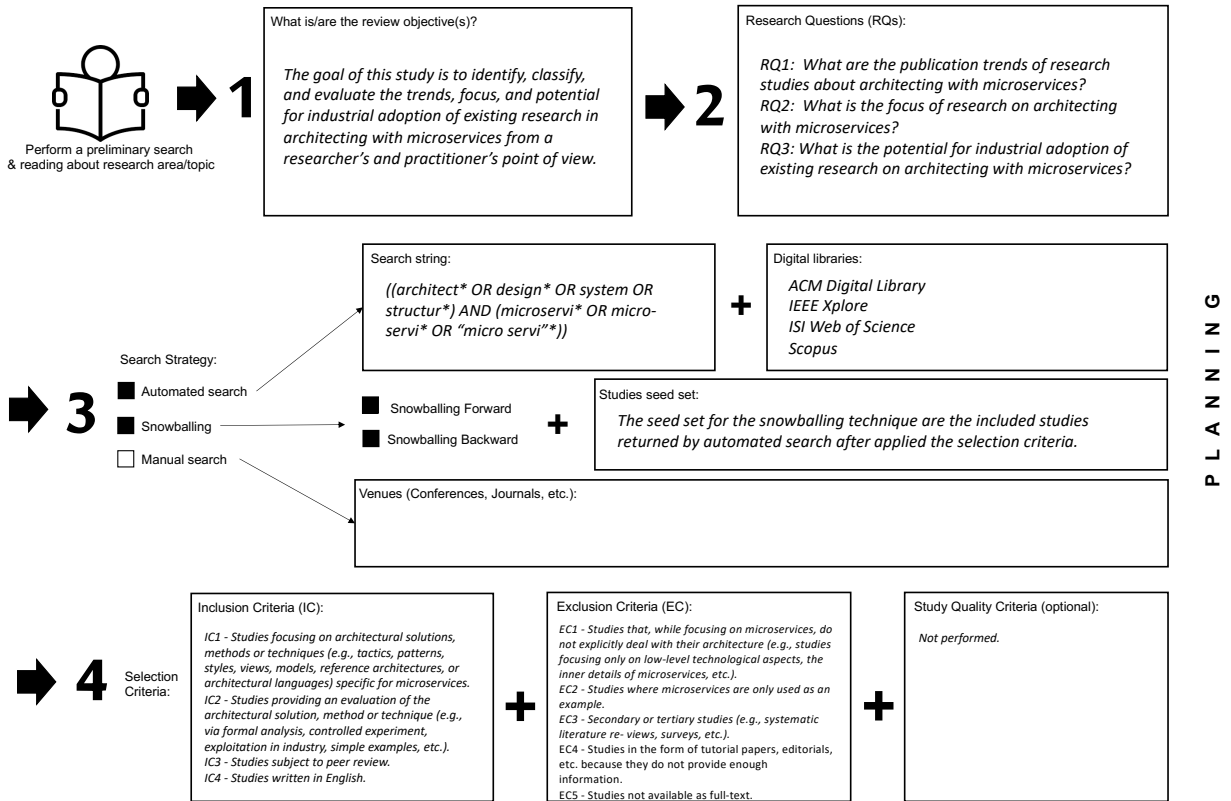 Perform a preliminary search
& reading about research area/topic
1
What is/are the review objective(s)?
The goal of this study is to identify, classify,
and evaluate the trends, focus, and potential
for industrial adoption of existing research in
architecting with microservices from a
researcher's and practitioner's point of view.
2
Research Questions (RQs):
RQ1: What are the publication trends of research
studies about architecting with microservices?
RQ2: What is the focus of research on architecting
with microservices?
RQ3: What is the potential for industrial adoption of
existing research on architecting with microservices?
3
Search Strategy:
Automated search
Snowballing
Manual search
Search string:
((architect* OR design* OR system OR
structur*) AND (microservi* OR micro-
servi* OR “micro servi”*))
+
Digital libraries:
ACM Digital Library
IEEE Xplore
ISI Web of Science
Scopus
Snowballing Forward
Snowballing Backward
+
Studies seed set:
The seed set for the snowballing technique are the included studies
returned by automated search after applied the selection criteria.
Venues (Conferences, Journals, etc.):
4
Selection
Criteria:
Inclusion Criteria (IC):
IC1 - Studies focusing on architectural solutions,
methods or techniques (e.g., tactics, patterns,
styles, views, models, reference architectures, or
architectural languages) specific for microservices.
IC2 - Studies providing an evaluation of the
architectural solution, method or technique (e.g.,
via formal analysis, controlled experiment,
exploitation in industry, simple examples, etc.).
IC3 - Studies subject to peer review.
IC4 - Studies written in English.
+
Exclusion Criteria (EC):
EC1 - Studies that, while focusing on microservices, do
not explicitly deal with their architecture (e.g., studies
focusing only on low-level technological aspects, the
inner details of microservices, etc.).
EC2 - Studies where microservices are only used as an
example.
EC3 - Secondary or tertiary studies (e.g., systematic
literature re- views, surveys, etc.).
EC4 - Studies in the form of tutorial papers, editorials,
etc. because they do not provide enough
information.
EC5 - Studies not available as full-text.
+
Study Quality Criteria (optional):
Not performed.
PLANNING